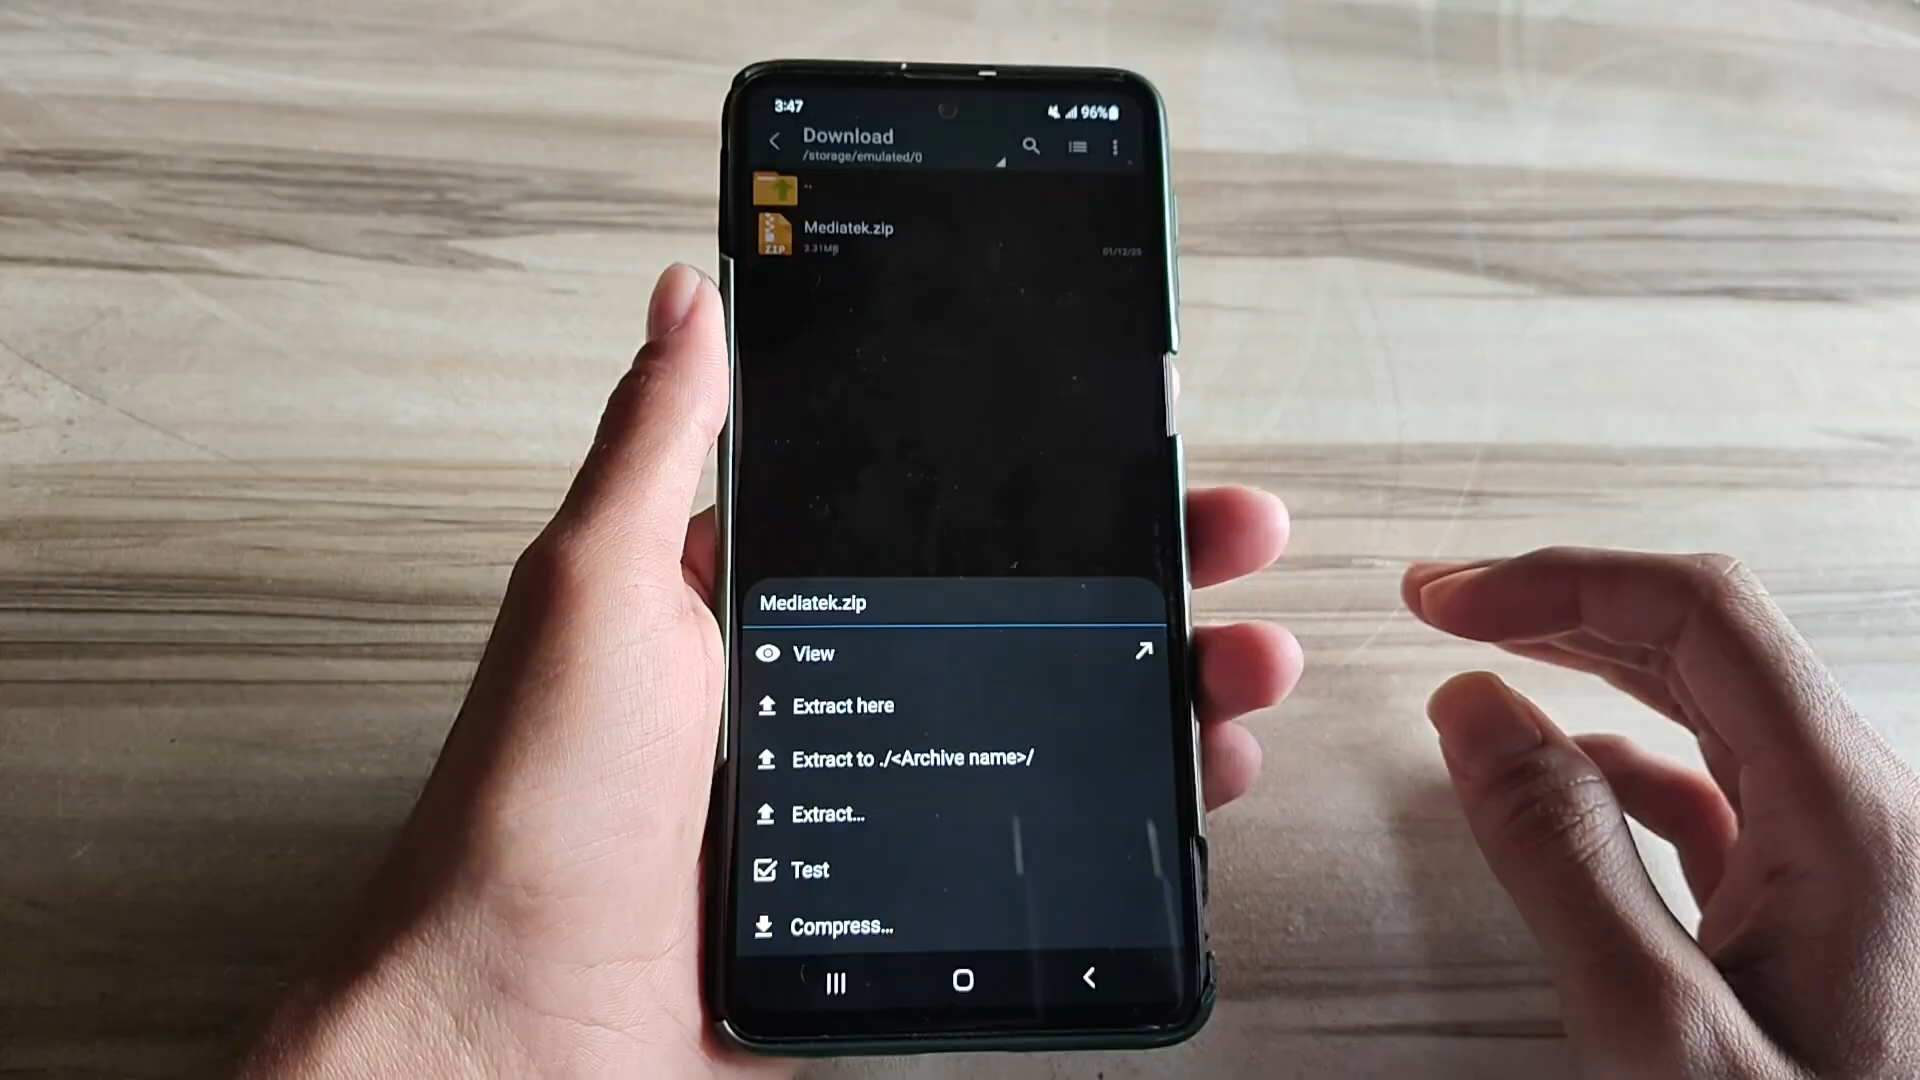 3:47
96%
Download
/storage/emulated/0
..
Mediatek.zip
ZIP
3.31MB
01/12/25
Mediatek.zip
View
Extract here
Extract to ./<Archive name>/
Extract...
Test
Compress...